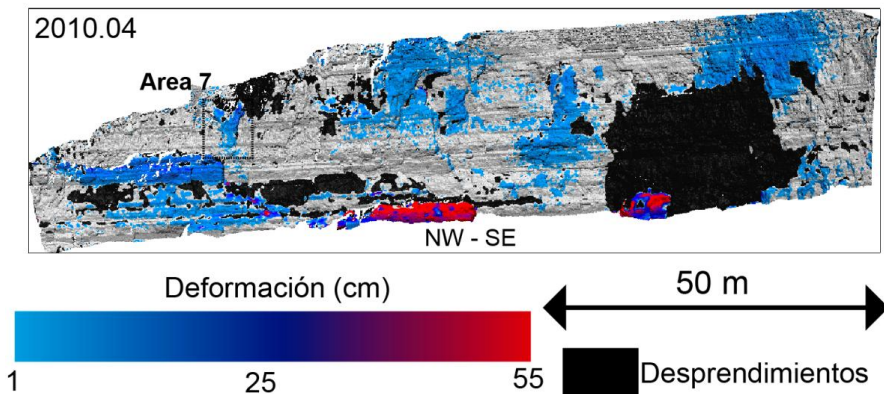 2010.04
Area 7
NW - SE
Deformación (cm)
50 m
1
25
55
Desprendimientos